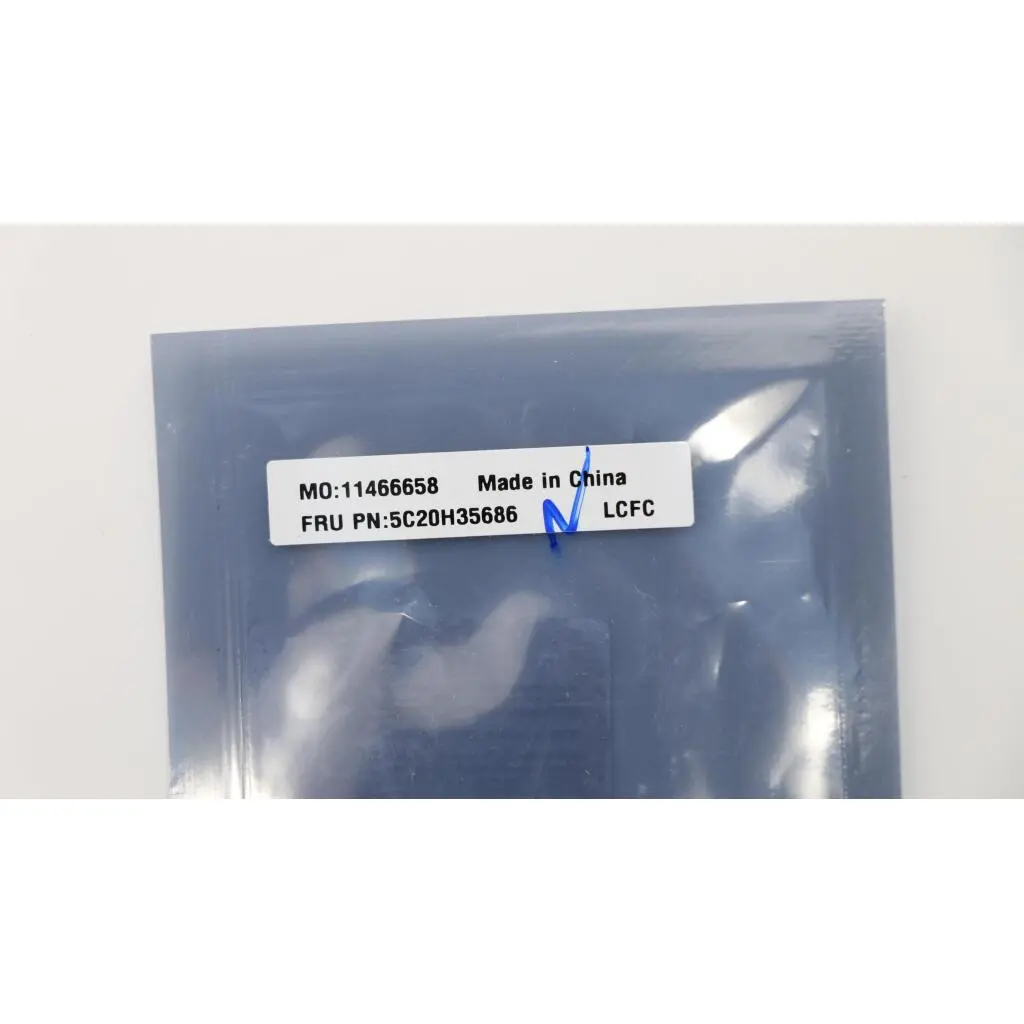 MO:11466658 Made in China
FRU PN:5C20H35686 N LCFC